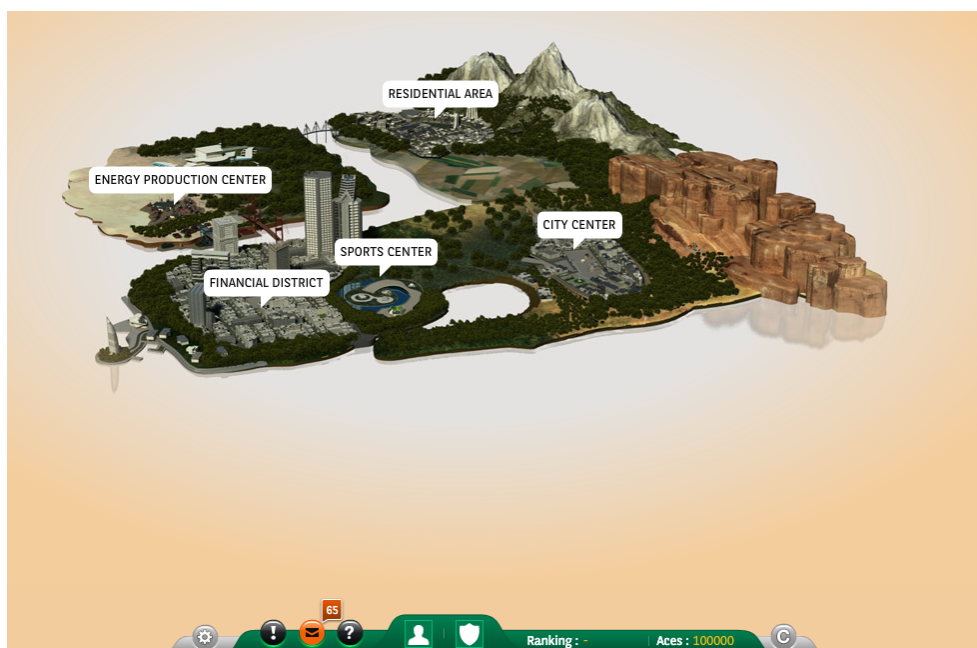 RESIDENTIAL AREA
ENERGY PRODUCTION CENTER
CITY CENTER
SPORTS CENTER
FINANCIAL DISTRICT
65
! ? Ranking : - Aces : 100000 C